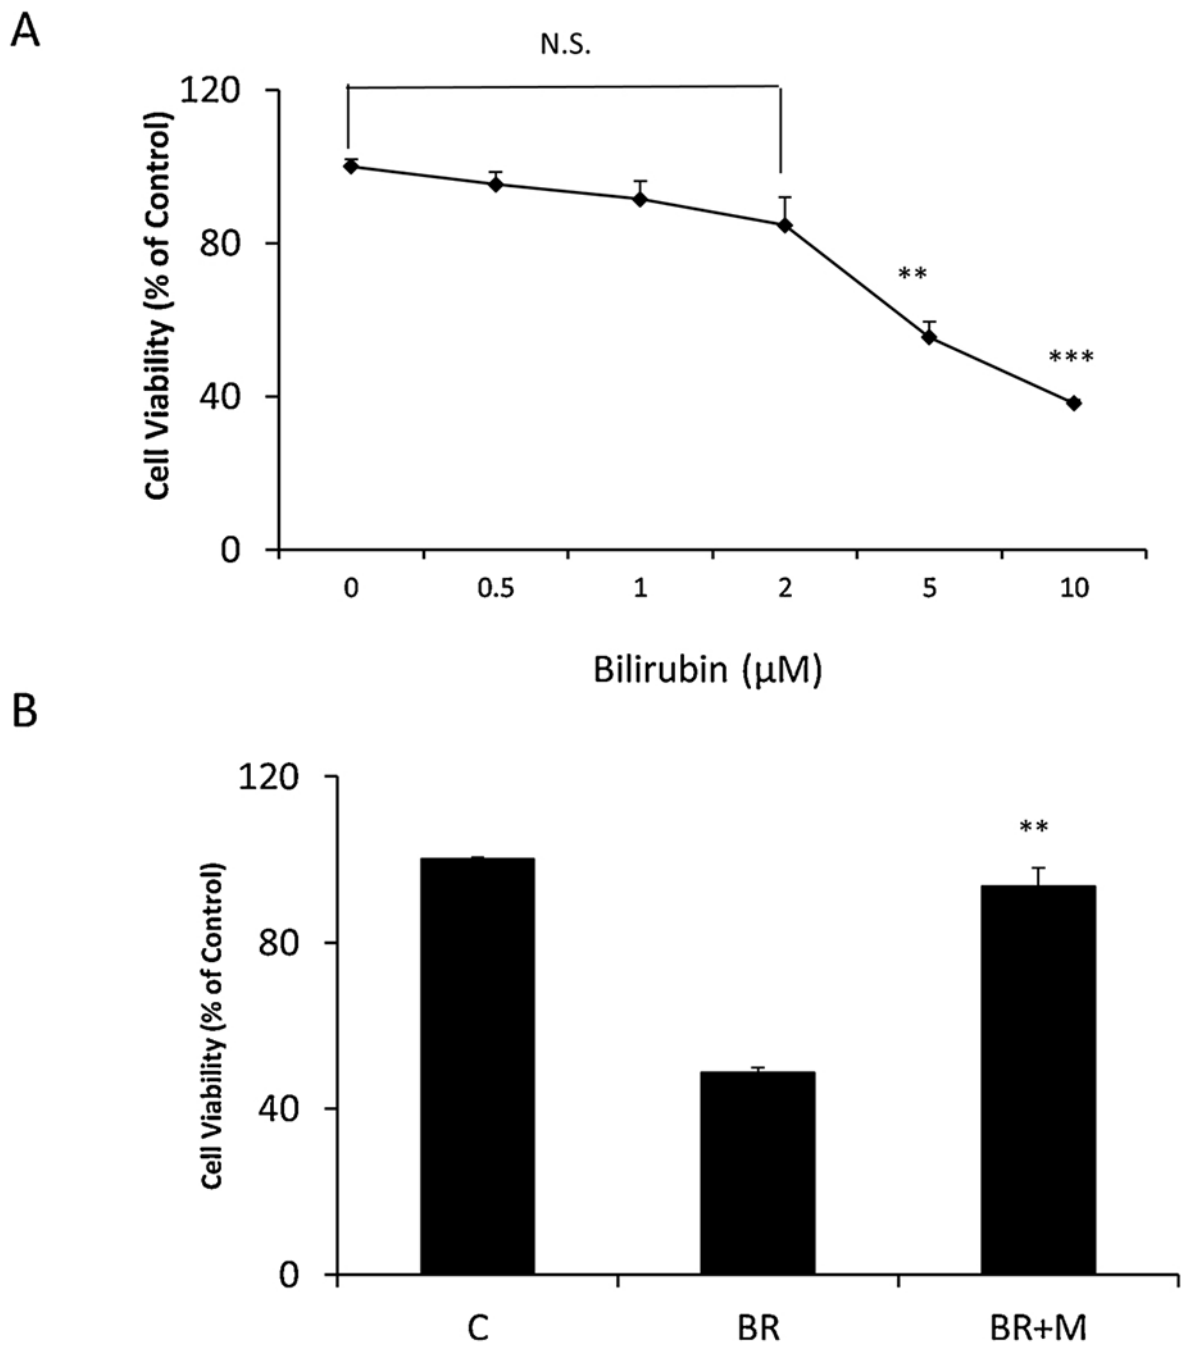 A
N.S.
120
80
40
0
Cell Viability (% of Control)
**
***
0 0.5 1 2 5 10
Bilirubin (µM)
B
120
80
40
0
Cell Viability (% of Control)
**
C BR BR+M